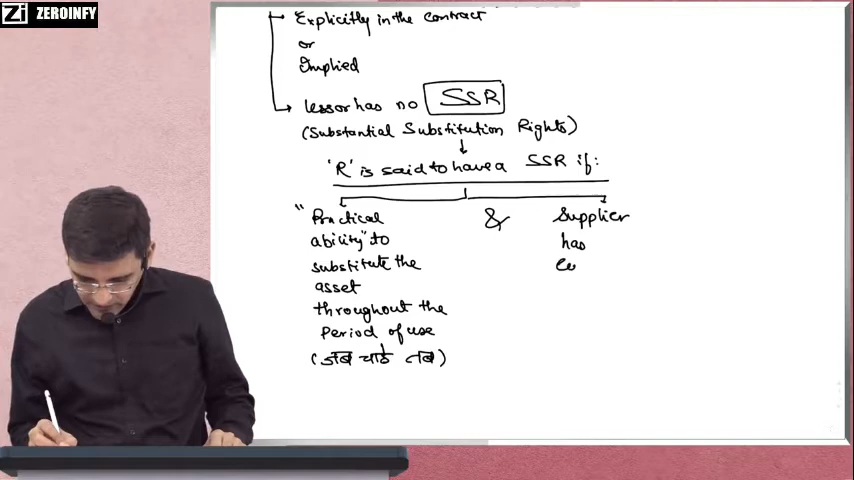 Zi ZEROINFY
Explicitly in the contract
or
Implied
lessor has no SSR
(Substantial Substitution Rights)
'R' is said to have a SSR if:
"Practical
ability" to
substitute the
asset
throughout the
Period of use
(जब चाहे तब)
&
Supplier
has